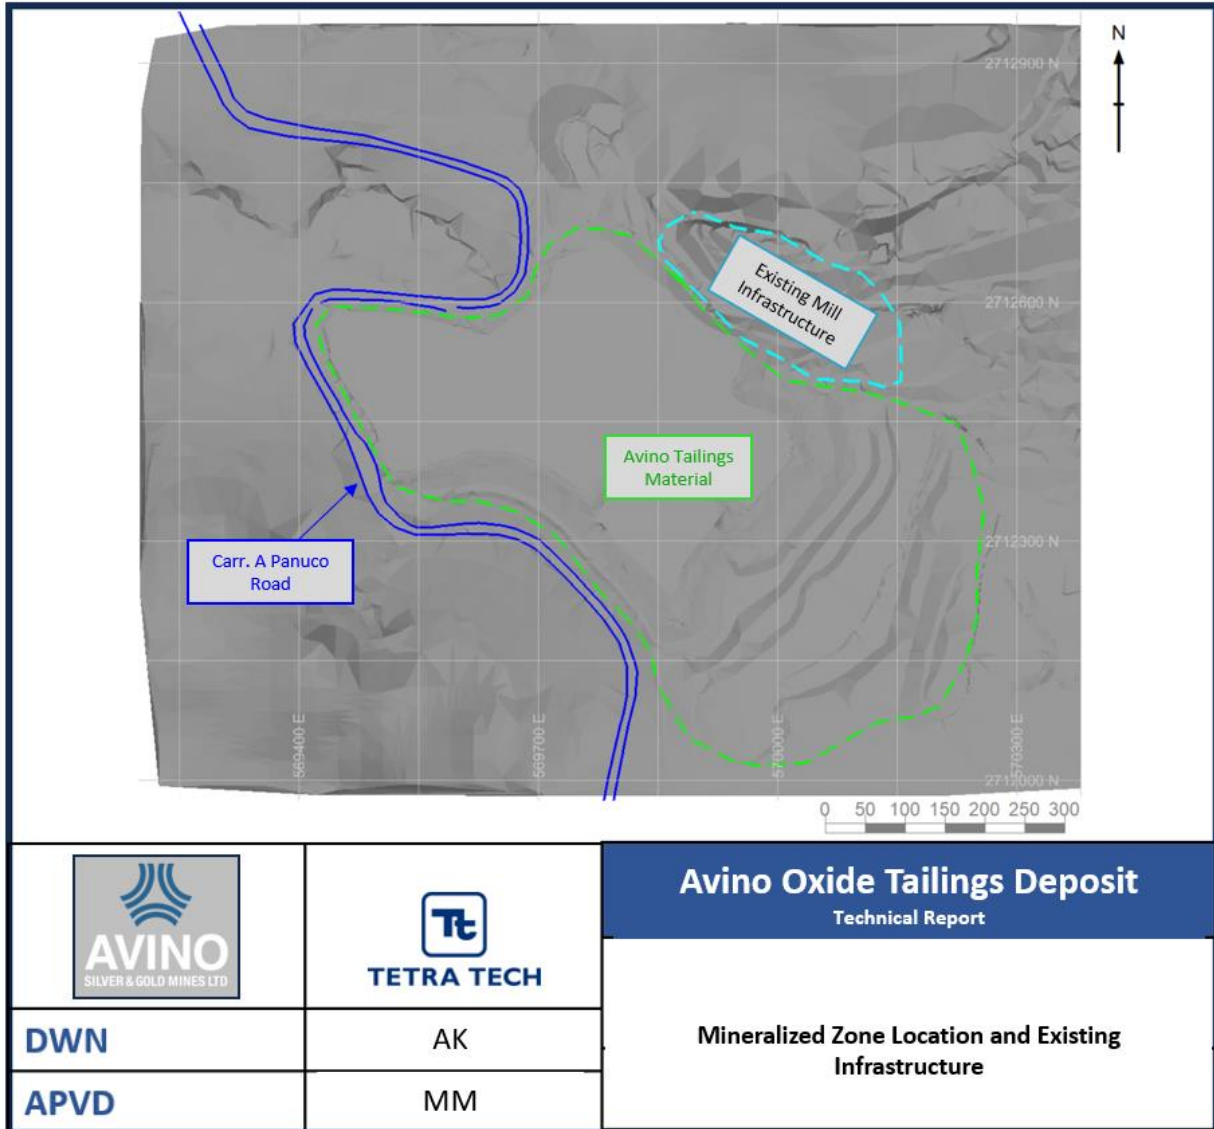 N
2712900 N
Existing Mill
Infrastructure
2712600 N
Avino Tailings
Material
2712300 N
Carr. A Panuco
Road
569400 E
569700 E
570000 E
570300 E
2712000 N
0 50 100 150 200 250 300
AVINO
SILVER & GOLD MINES LTD
Tt
TETRA TECH
Avino Oxide Tailings Deposit
Technical Report
DWN
AK
Mineralized Zone Location and Existing
Infrastructure
APVD
MM